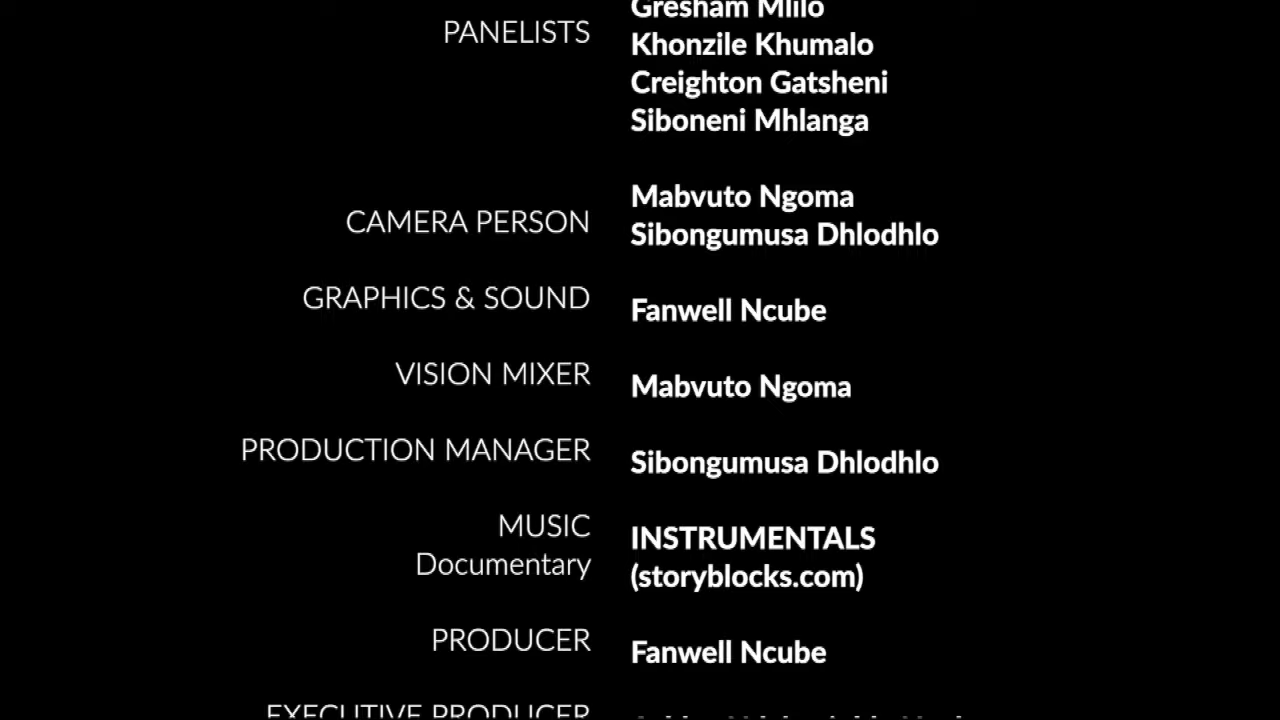 Gresham Mlilo
PANELISTS
Khonzile Khumalo
Creighton Gatsheni
Siboneni Mhlanga
Mabvuto Ngoma
CAMERA PERSON
Sibongumusa Dhlodhlo
GRAPHICS & SOUND
Fanwell Ncube
VISION MIXER
Mabvuto Ngoma
PRODUCTION MANAGER
Sibongumusa Dhlodhlo
MUSIC
INSTRUMENTALS
Documentary
(storyblocks.com)
PRODUCER
Fanwell Ncube
EXECUTIVE PRODUCER